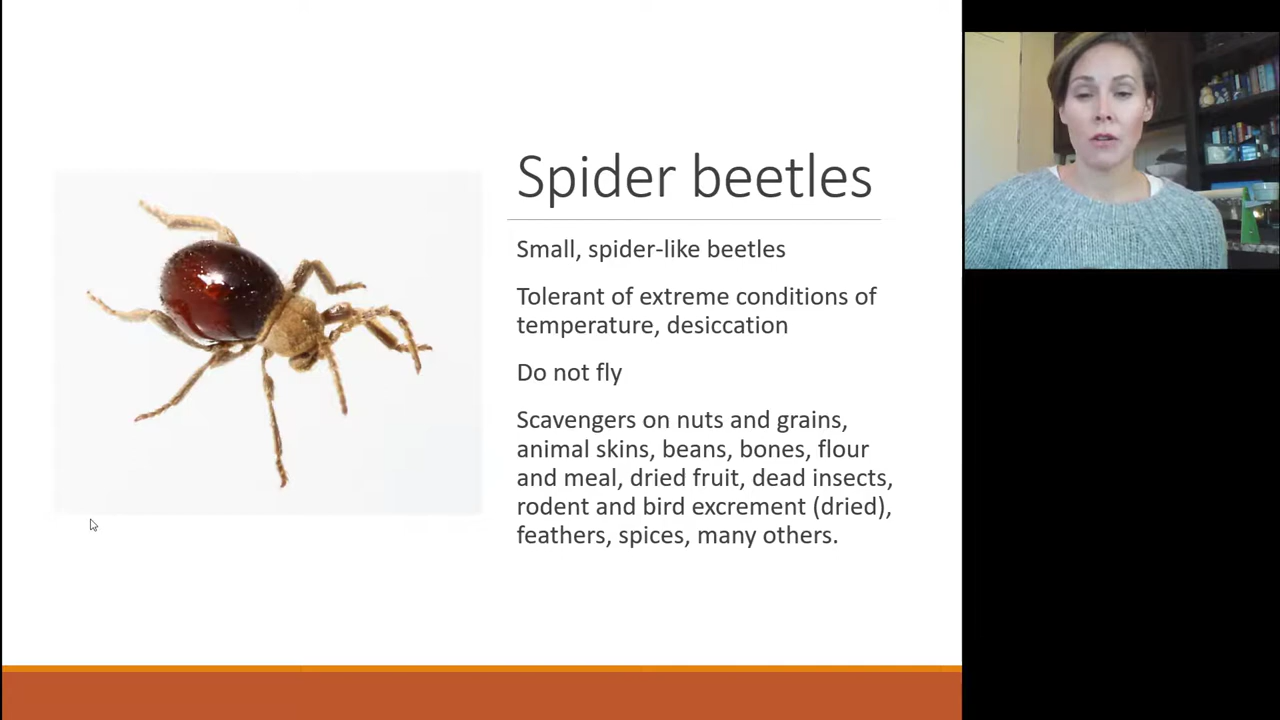 Spider beetles
Small, spider-like beetles
Tolerant of extreme conditions of
temperature, desiccation
Do not fly
Scavengers on nuts and grains,
animal skins, beans, bones, flour
and meal, dried fruit, dead insects,
rodent and bird excrement (dried),
feathers, spices, many others.